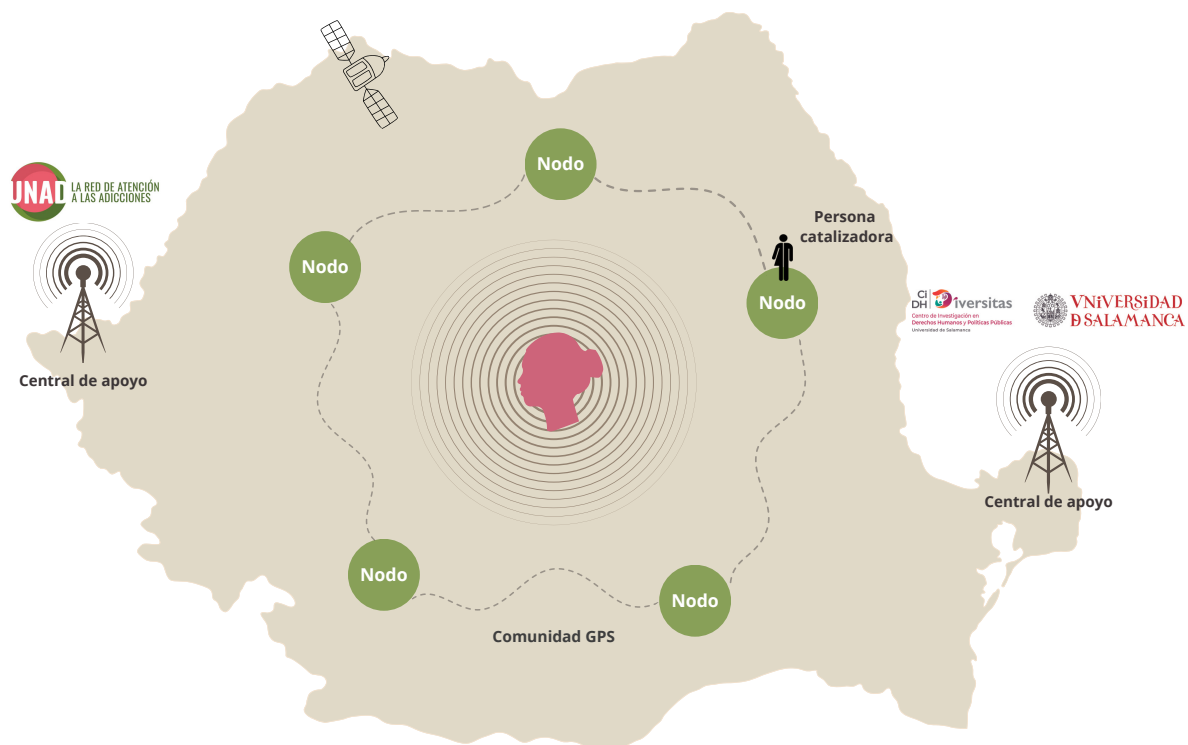 Nodo
UNAD
LA RED DE ATENCIÓN
A LAS ADICCIONES
Nodo
Persona
catalizadora
Nodo
Central de apoyo
Ci
DH
iversitas
Centro de Investigación en
Derechos Humanos y Políticas Públicas
Universidad de Salamanca
VNiVERSiDAD
D SALAMANCA
Central de apoyo
Nodo
Nodo
Comunidad GPS